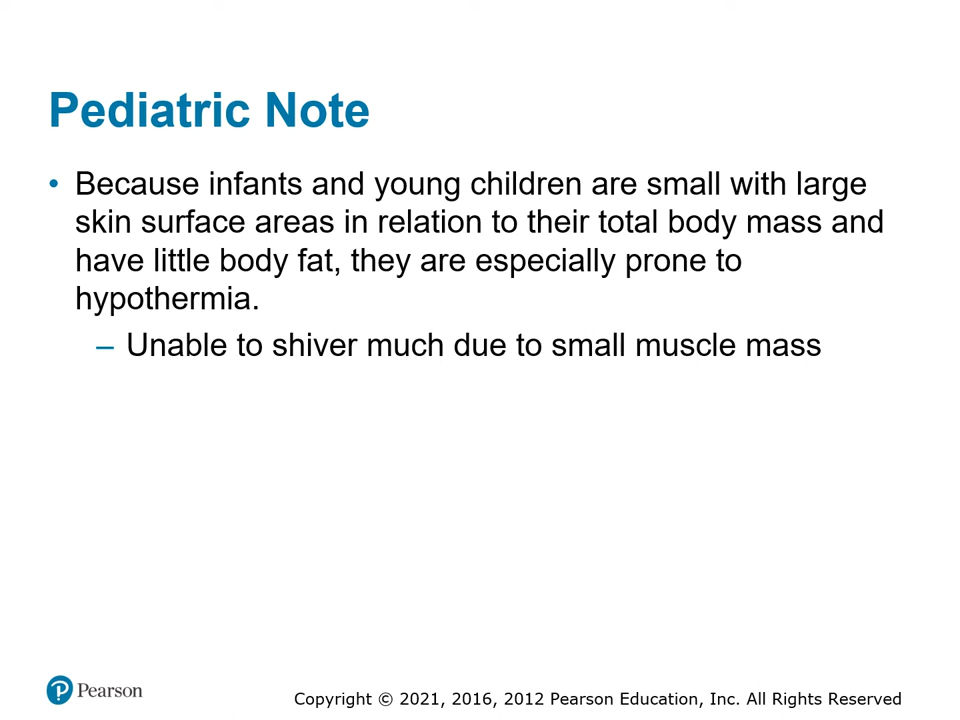 Pediatric Note
• Because infants and young children are small with large
skin surface areas in relation to their total body mass and
have little body fat, they are especially prone to
hypothermia.
– Unable to shiver much due to small muscle mass
Pearson
Copyright © 2021, 2016, 2012 Pearson Education, Inc. All Rights Reserved